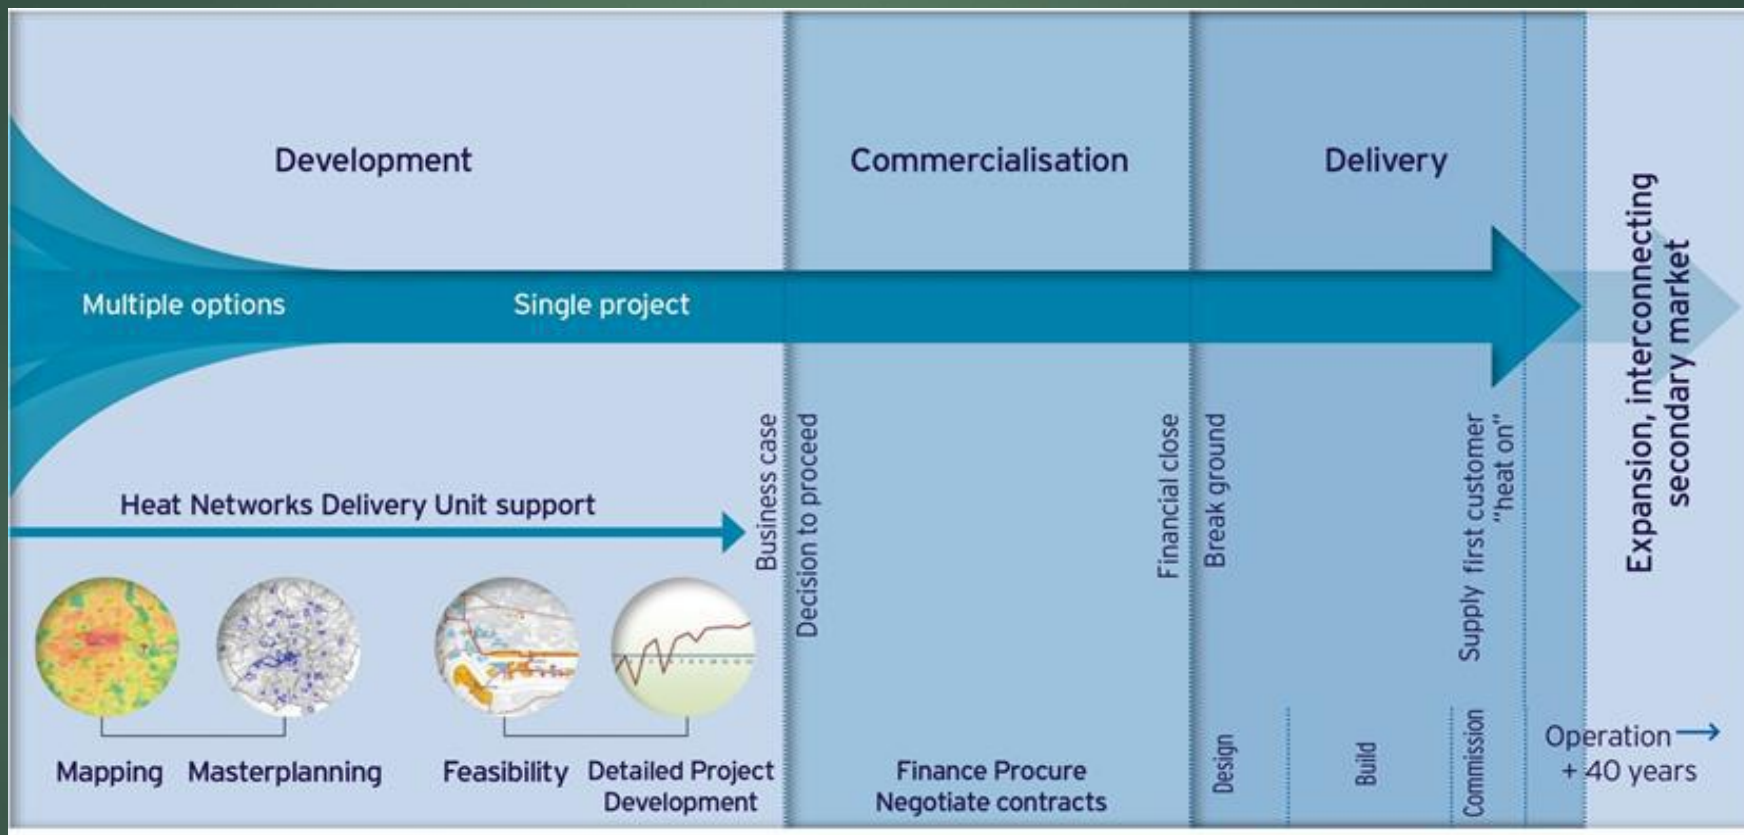 Development
Commercialisation
Delivery
Multiple options
Single project
Heat Networks Delivery Unit support
Business case
Decision to proceed
Financial close
Break ground
Supply first customer
"heat on"
Expansion, interconnecting
secondary market
Mapping
Masterplanning
Feasibility
Detailed Project
Development
Finance Procure
Negotiate contracts
Design
Build
Commission
Operation
+ 40 years